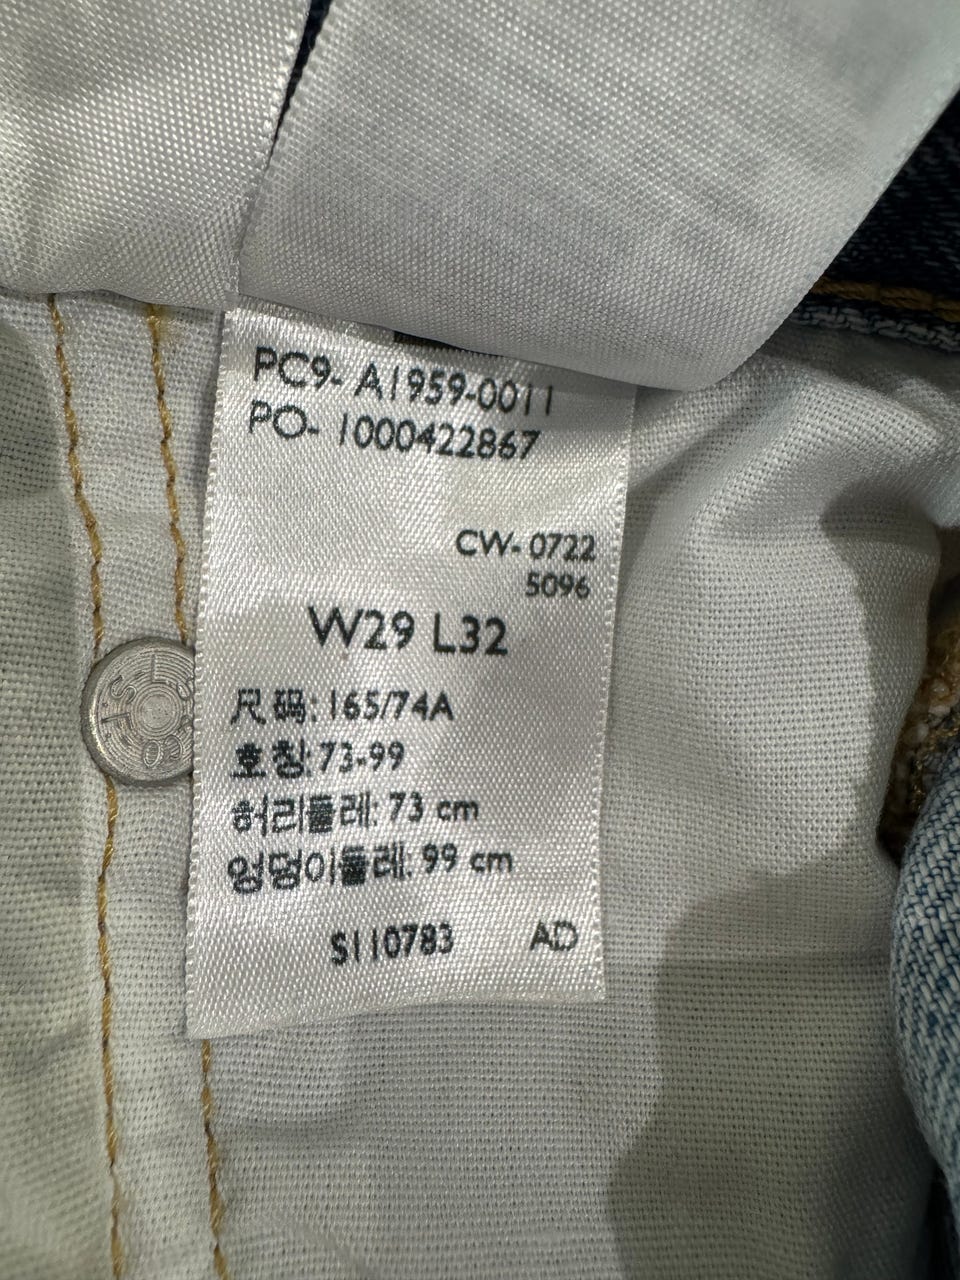 PC9- A1959-0011
PO- 1000422867
CW- 0722
5096
W29 L32
尺 码: 165/74A
호 칭: 73-99
허리둘레: 73 cm
엉덩이둘레: 99 cm
S110783 AD